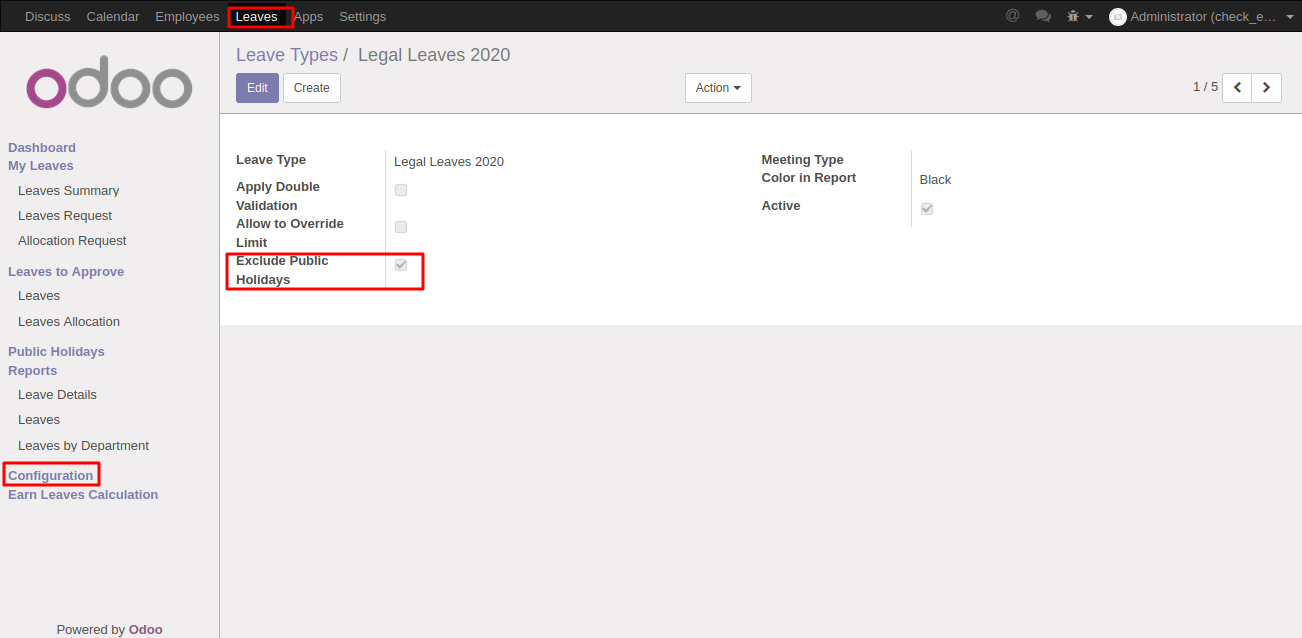 Discuss Calendar Employees Leaves Apps Settings @ Administrator (check_e...
odoo
Leave Types / Legal Leaves 2020
Edit Create Action 1 / 5
Dashboard
My Leaves
Leaves Summary
Leaves Request
Allocation Request
Leaves to Approve
Leaves
Leaves Allocation
Public Holidays
Reports
Leave Details
Leaves
Leaves by Department
Configuration
Earn Leaves Calculation
Powered by Odoo
Leave Type Legal Leaves 2020
Apply Double
Validation
Allow to Override
Limit
Exclude Public
Holidays
Meeting Type
Color in Report Black
Active